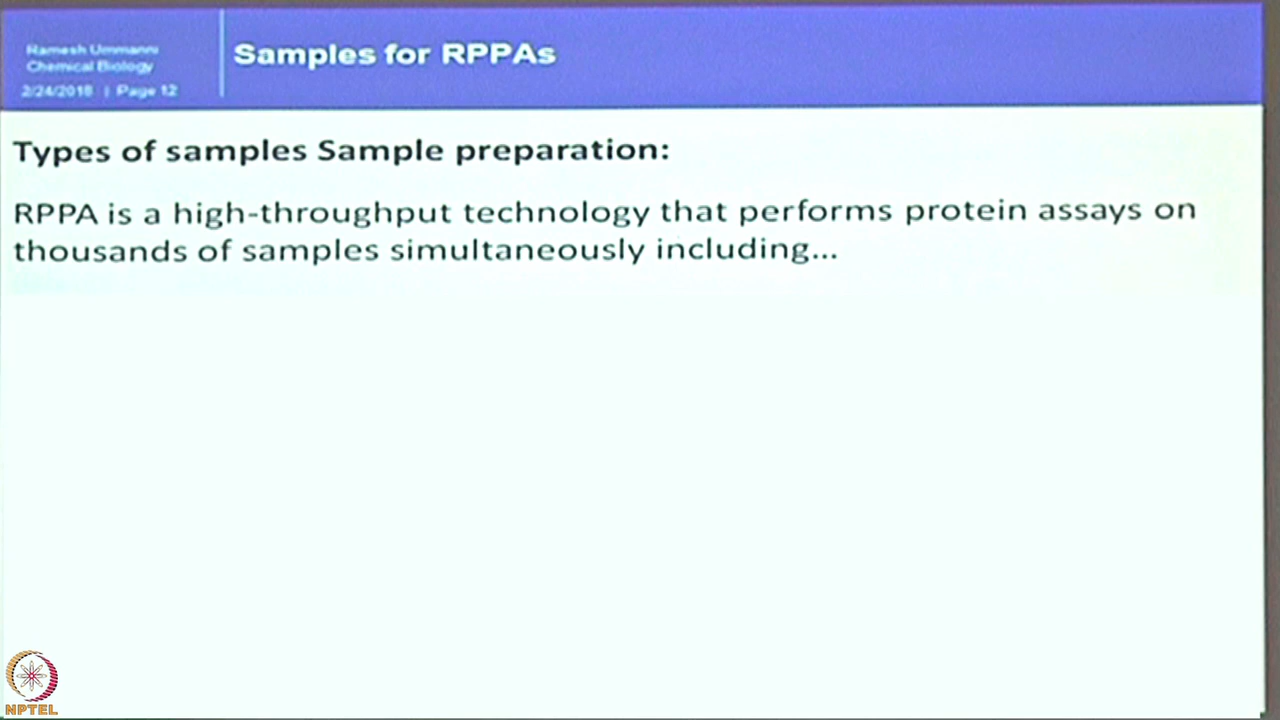 Ramesh Ummanni
Chemical Biology
2/24/2018 | Page 12
Samples for RPPAs
Types of samples Sample preparation:
RPPA is a high-throughput technology that performs protein assays on
thousands of samples simultaneously including...
NPTEL